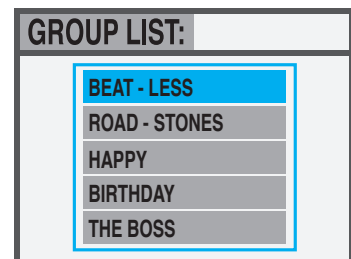 GROUP LIST:
BEAT - LESS
ROAD - STONES
HAPPY
BIRTHDAY
THE BOSS